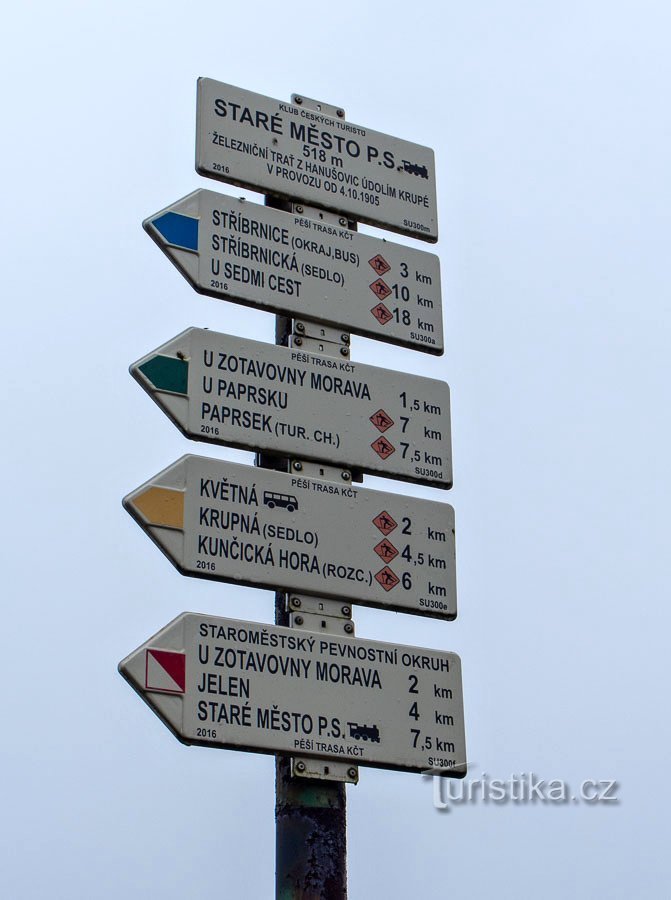 KLUB ČESKÝCH TURISTŮ
STARÉ MĚSTO P.S.
518 m
ŽELEZNIČNÍ TRAŤ Z HANUŠOVIC ÚDOLÍM KRUPÉ
V PROVOZU OD 4.10.1905
2016 SU300m
PĚŠÍ TRASA KČT
STŘÍBRNICE (OKRAJ,BUS) 3 km
STŘÍBRNICKÁ (SEDLO) 10 km
U SEDMI CEST 18 km
2016 SU300a
PĚŠÍ TRASA KČT
U ZOTAVOVNY MORAVA 1,5 km
U PAPRSKU 7 km
PAPRSEK (TUR. CH.) 7,5 km
2016 SU300d
PĚŠÍ TRASA KČT
KVĚTNÁ 2 km
KRUPNÁ (SEDLO) 4,5 km
KUNČICKÁ HORA (ROZC.) 6 km
2016 SU300e
STAROMĚSTSKÝ PEVNOSTNÍ OKRUH
U ZOTAVOVNY MORAVA 2 km
JELEN 4 km
STARÉ MĚSTO P.S. 7,5 km
2016 PĚŠÍ TRASA KČT SU300f
Turistika.cz